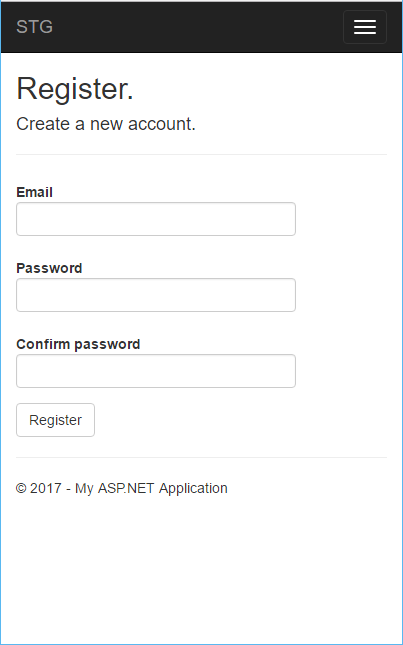 STG
Register.
Create a new account.
Email
Password
Confirm password
Register
© 2017 - My ASP.NET Application